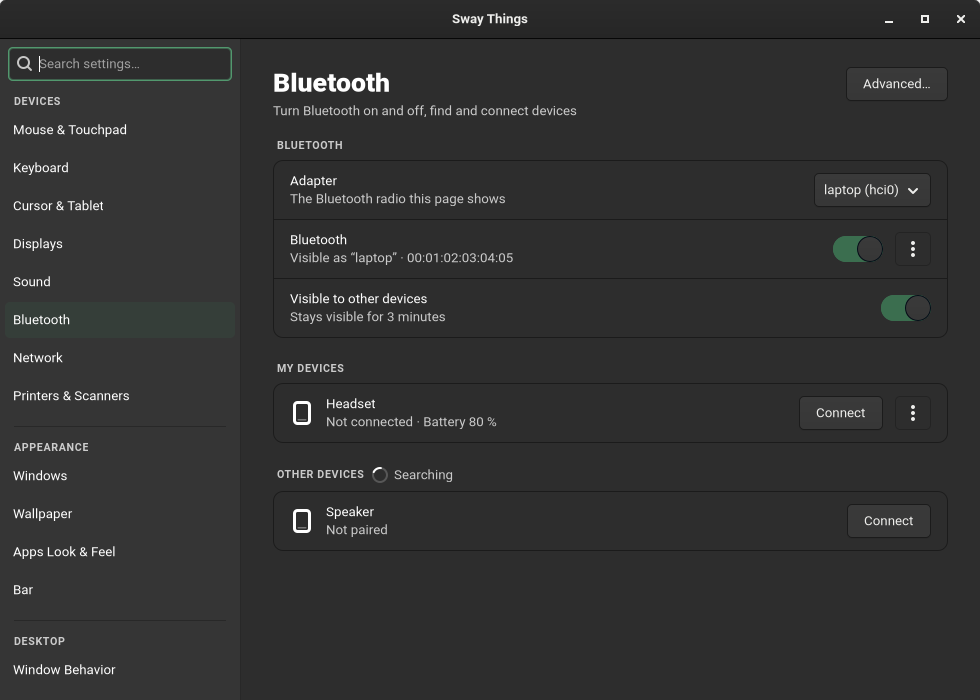 Sway Things
Search settings…
DEVICES
Mouse & Touchpad
Keyboard
Cursor & Tablet
Displays
Sound
Bluetooth
Network
Printers & Scanners
APPEARANCE
Windows
Wallpaper
Apps Look & Feel
Bar
DESKTOP
Window Behavior
Bluetooth
Turn Bluetooth on and off, find and connect devices
Advanced…
BLUETOOTH
Adapter
The Bluetooth radio this page shows
laptop (hci0)
Bluetooth
Visible as “laptop” · 00:01:02:03:04:05
Visible to other devices
Stays visible for 3 minutes
MY DEVICES
Headset
Not connected · Battery 80 %
Connect
OTHER DEVICES Searching
Speaker
Not paired
Connect